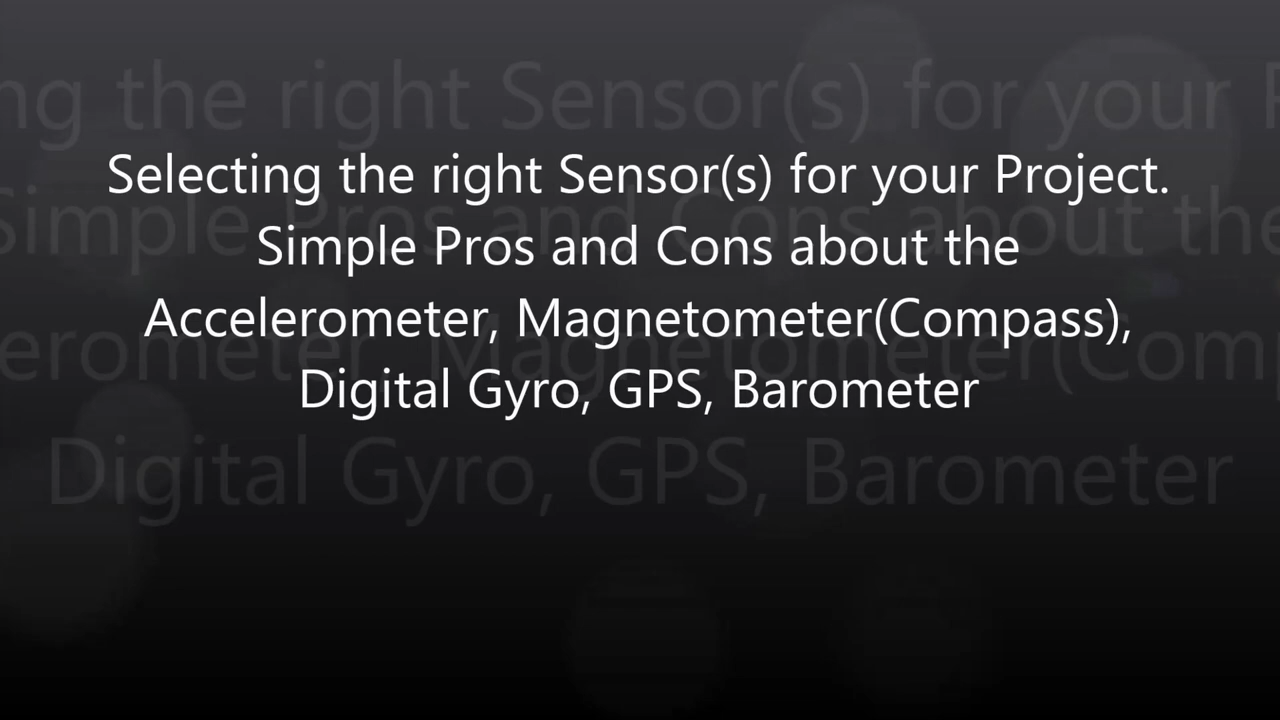 Selecting the right Sensor(s) for your Project.
Simple Pros and Cons about the
Accelerometer, Magnetometer(Compass),
Digital Gyro, GPS, Barometer